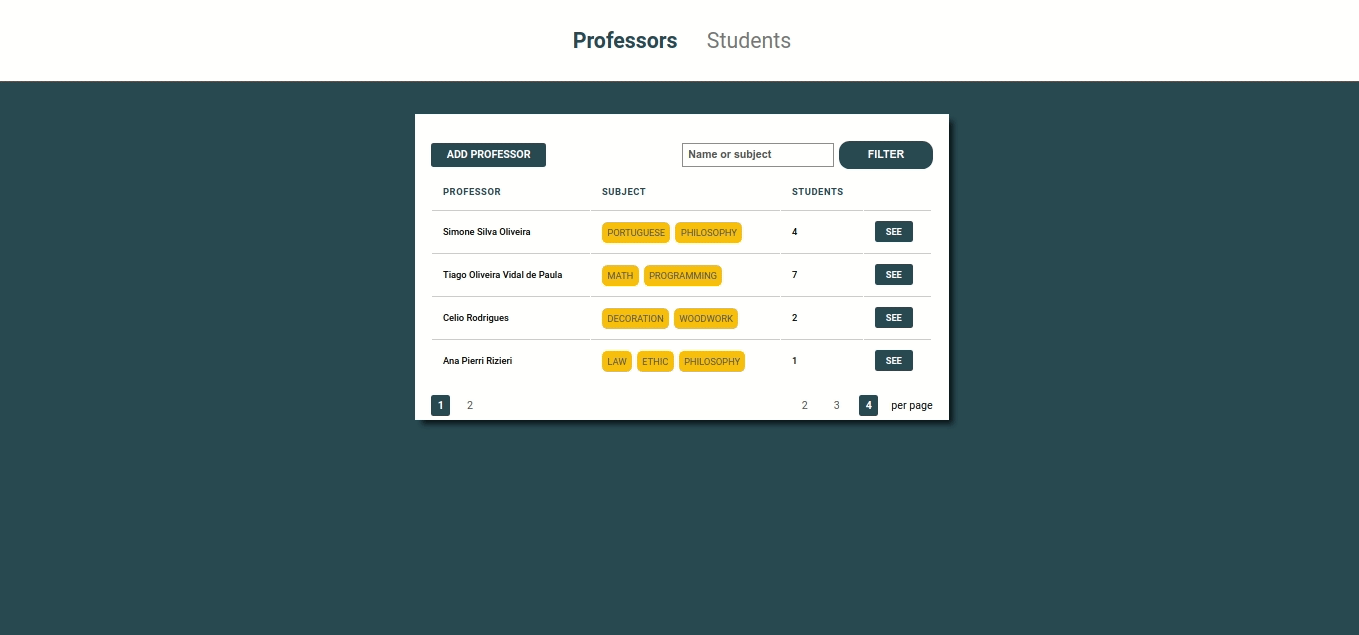 Professors Students
ADD PROFESSOR Name or subject FILTER
PROFESSOR SUBJECT STUDENTS
Simone Silva Oliveira PORTUGUESE PHILOSOPHY 4 SEE
Tiago Oliveira Vidal de Paula MATH PROGRAMMING 7 SEE
Celio Rodrigues DECORATION WOODWORK 2 SEE
Ana Pierri Rizieri LAW ETHIC PHILOSOPHY 1 SEE
1 2 2 3 4 per page